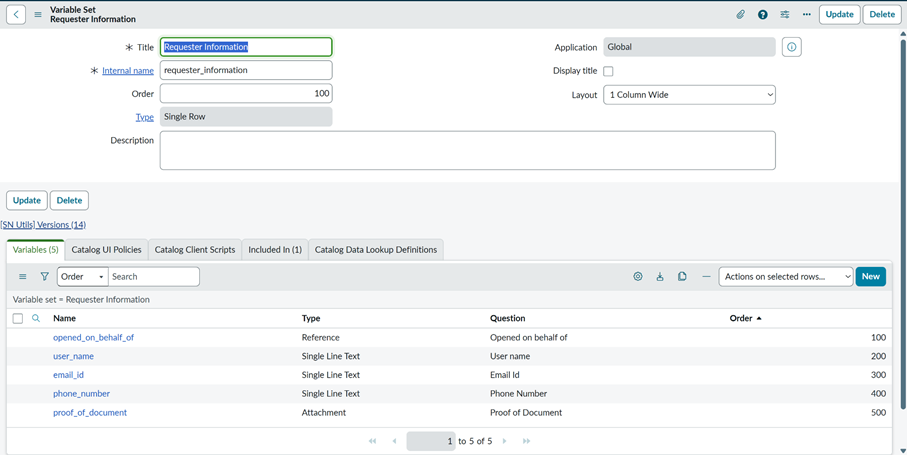 Variable Set
Requester Information
Update Delete
Title Requester Information
Application Global
Internal name requester_information
Display title
Order 100
Layout 1 Column Wide
Type Single Row
Description
Update Delete
[SN Utils] Versions (14)
Variables (5) Catalog UI Policies Catalog Client Scripts Included In (1) Catalog Data Lookup Definitions
Order Search Actions on selected rows... New
Variable set = Requester Information
Name Type Question Order
opened_on_behalf_of Reference Opened on behalf of 100
user_name Single Line Text User name 200
email_id Single Line Text Email Id 300
phone_number Single Line Text Phone Number 400
proof_of_document Attachment Proof of Document 500
1 to 5 of 5